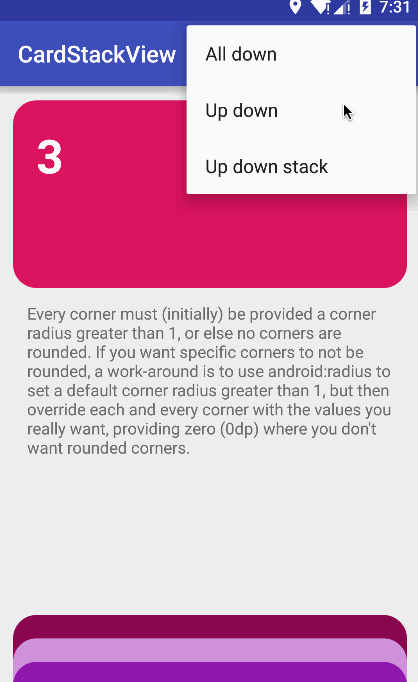 7:31
CardStackView
All down
Up down
Up down stack
3
Every corner must (initially) be provided a corner
radius greater than 1, or else no corners are
rounded. If you want specific corners to not be
rounded, a work-around is to use android:radius to
set a default corner radius greater than 1, but then
override each and every corner with the values you
really want, providing zero (0dp) where you don't
want rounded corners.